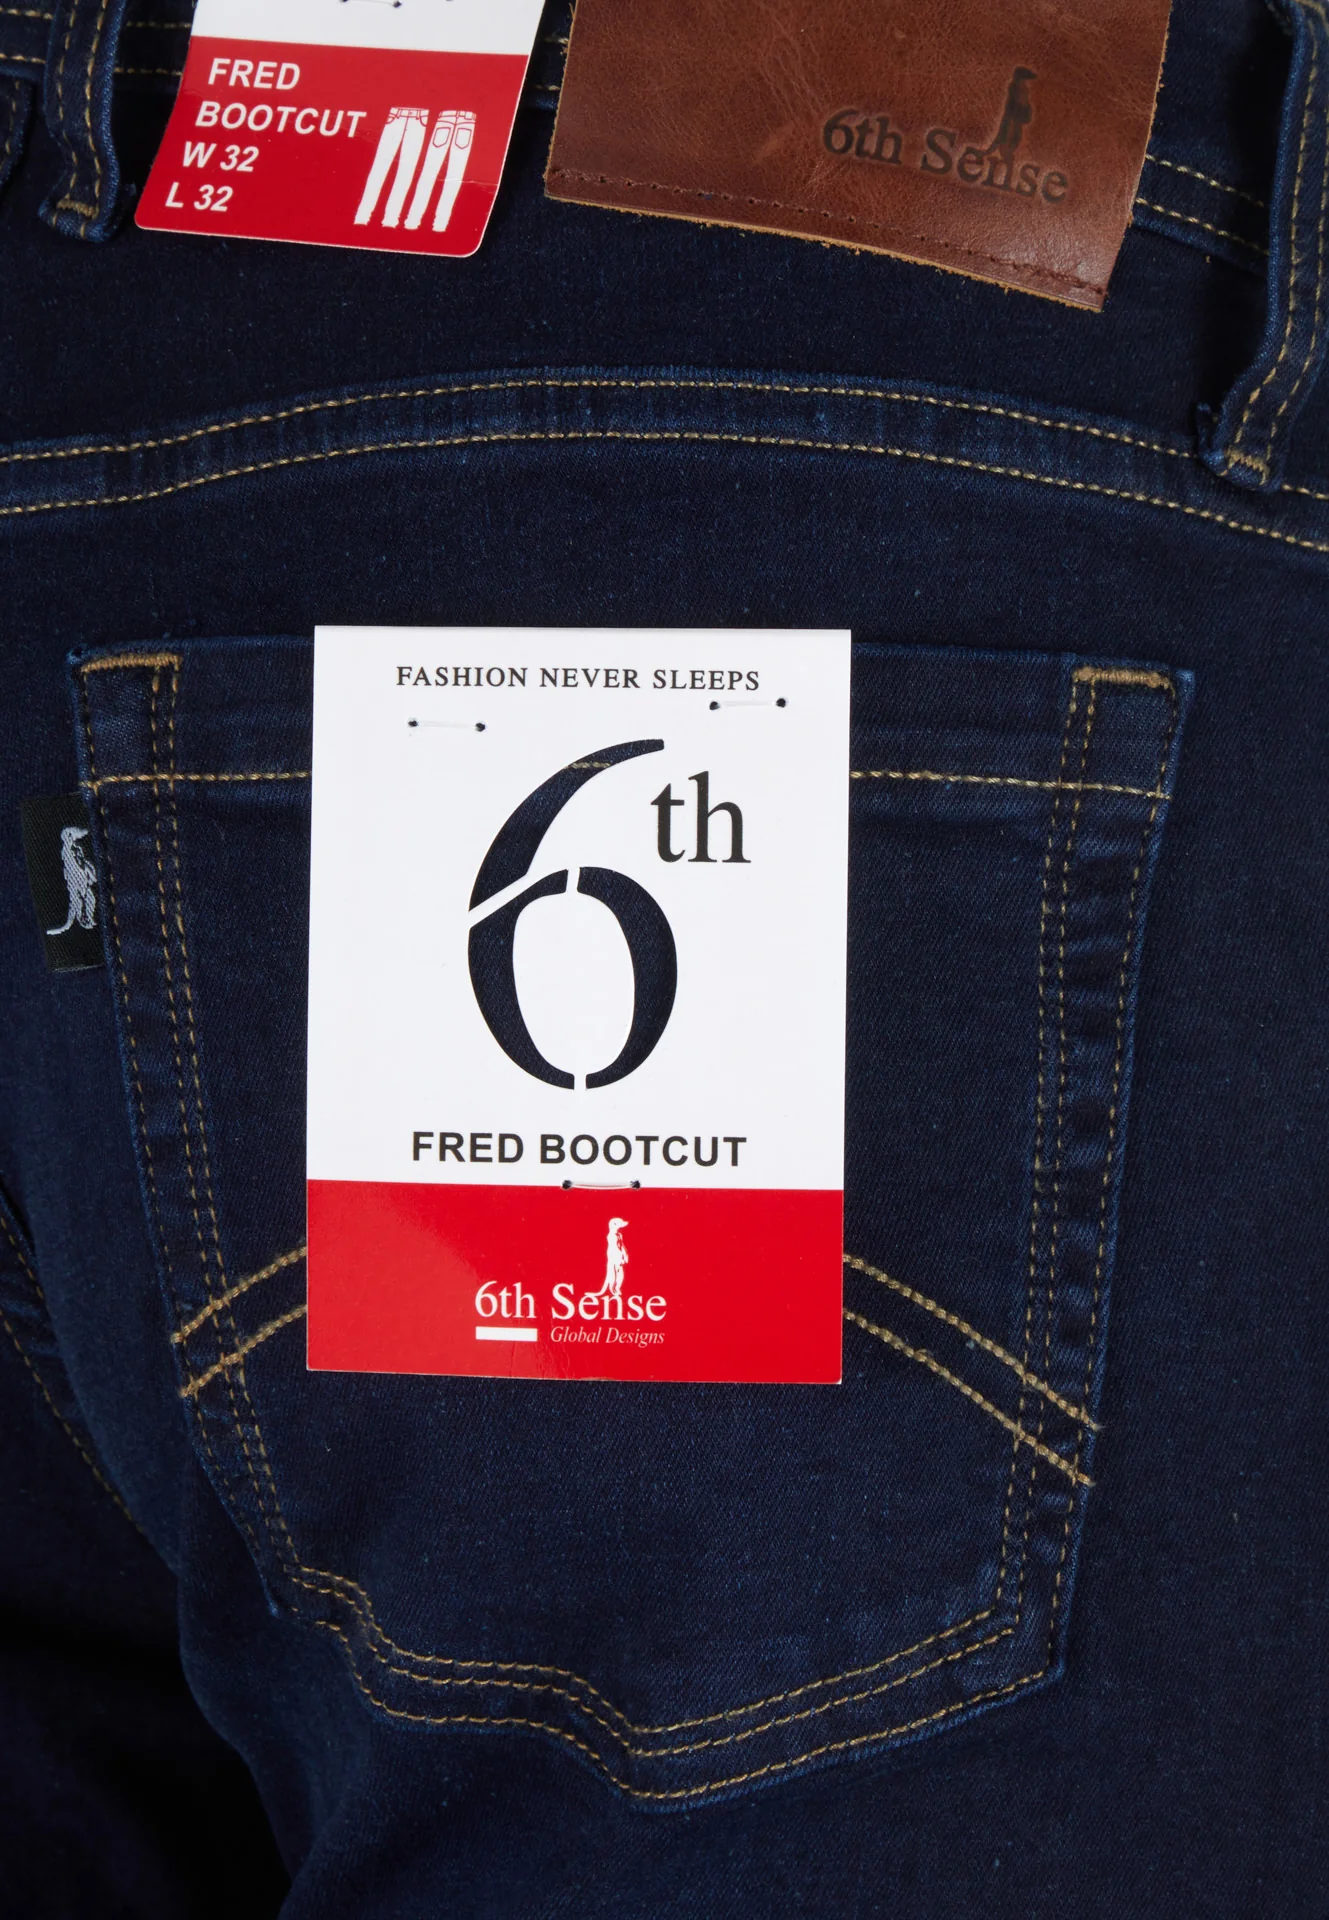 FRED
BOOTCUT
W 32
L 32
6th Sense
FASHION NEVER SLEEPS
6th
FRED BOOTCUT
6th Sense
Global Designs